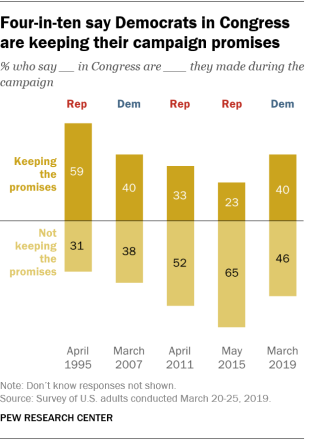 Four-in-ten say Democrats in Congress
are keeping their campaign promises
% who say __ in Congress are ___ they made during the
campaign
Rep Dem Rep Rep Dem
Keeping
the
promises
59 40 33 23 40
Not
keeping
the
promises
31 38 52 65 46
April March April May March
1995 2007 2011 2015 2019
Note: Don't know responses not shown.
Source: Survey of U.S. adults conducted March 20-25, 2019.
PEW RESEARCH CENTER